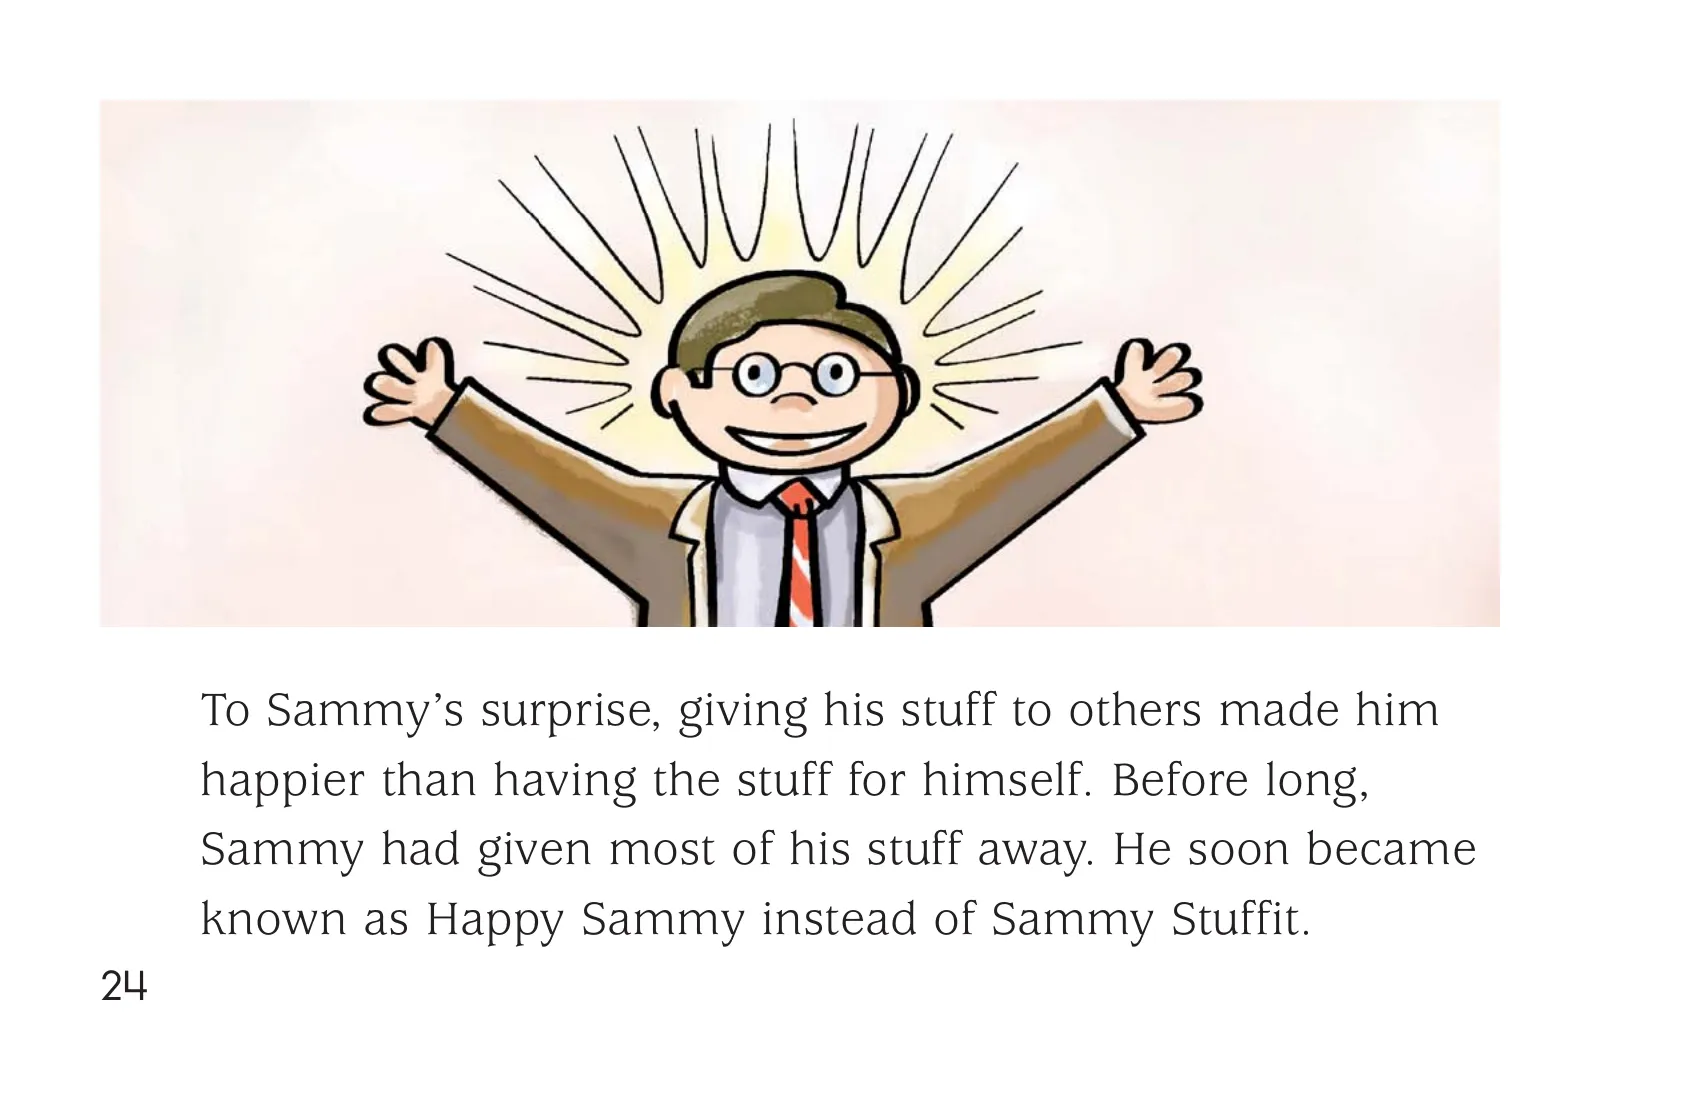 To Sammy’s surprise, giving his stuff to others made him
happier than having the stuff for himself. Before long,
Sammy had given most of his stuff away. He soon became
known as Happy Sammy instead of Sammy Stuffit.
24